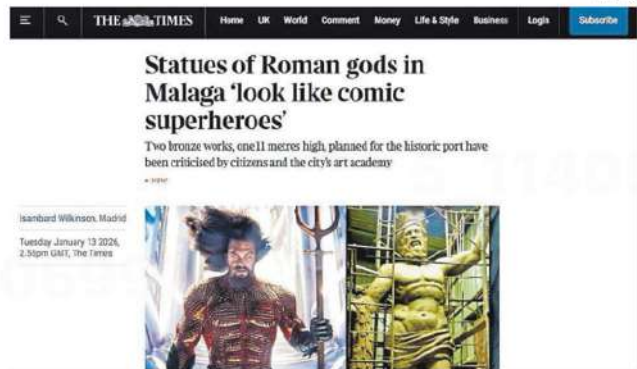 THE TIMES Home UK World Comment Money Life & Style Business Login Subscribe
Statues of Roman gods in
Malaga ‘look like comic
superheroes’
Two bronze works, one 11 metres high, planned for the historic port have
been criticised by citizens and the city's art academy
Isambard Wilkinson, Madrid
Tuesday January 13 2026,
2.56pm GMT, The Times